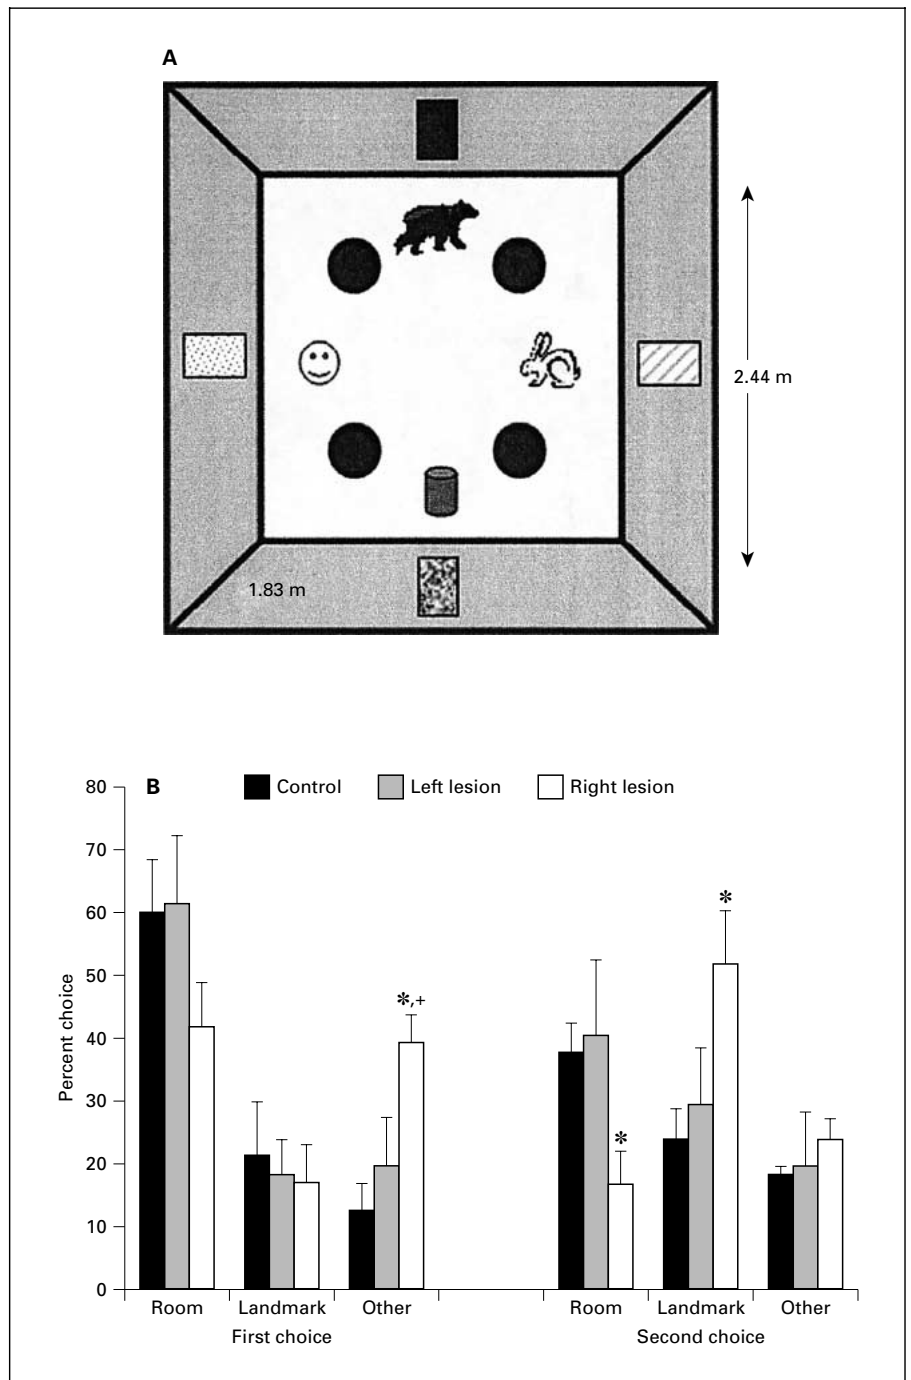 A
2.44 m
1.83 m
B
Control
Left lesion
Right lesion
80
70
60
50
40
30
20
10
0
Percent choice
*,+
*
*
Room
Landmark
Other
Room
Landmark
Other
First choice
Second choice